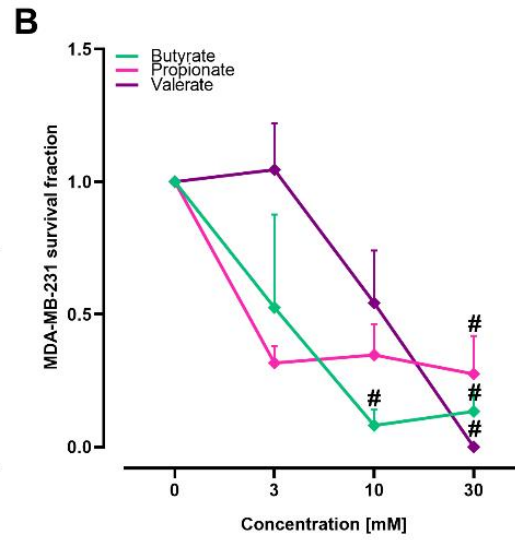 B
Butyrate
Propionate
Valerate
MDA-MB-231 survival fraction
1.5
1.0
0.5
0.0
#
#
#
#
0 3 10 30
Concentration [mM]